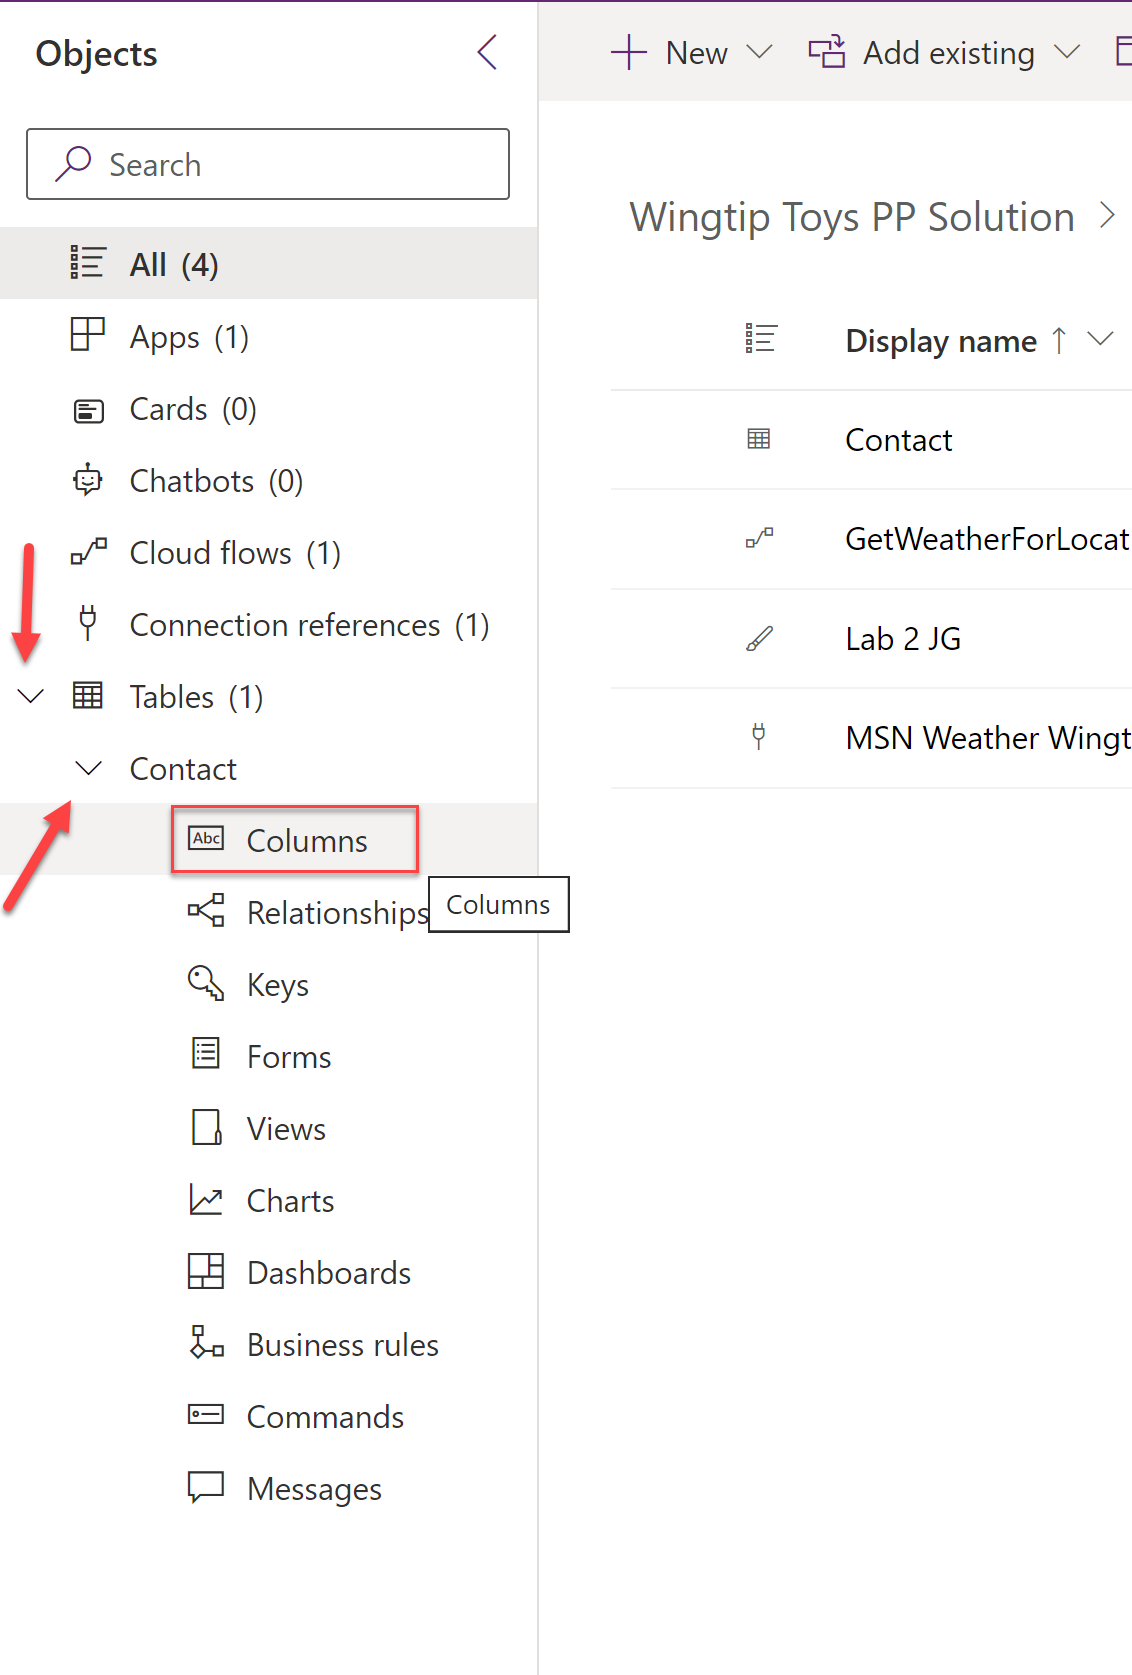 Objects
Search
All (4)
Apps (1)
Cards (0)
Chatbots (0)
Cloud flows (1)
Connection references (1)
Tables (1)
Contact
Abc Columns
Relationships
Columns
Keys
Forms
Views
Charts
Dashboards
Business rules
Commands
Messages
New Add existing
Wingtip Toys PP Solution
Display name
Contact
GetWeatherForLocat
Lab 2 JG
MSN Weather Wingt